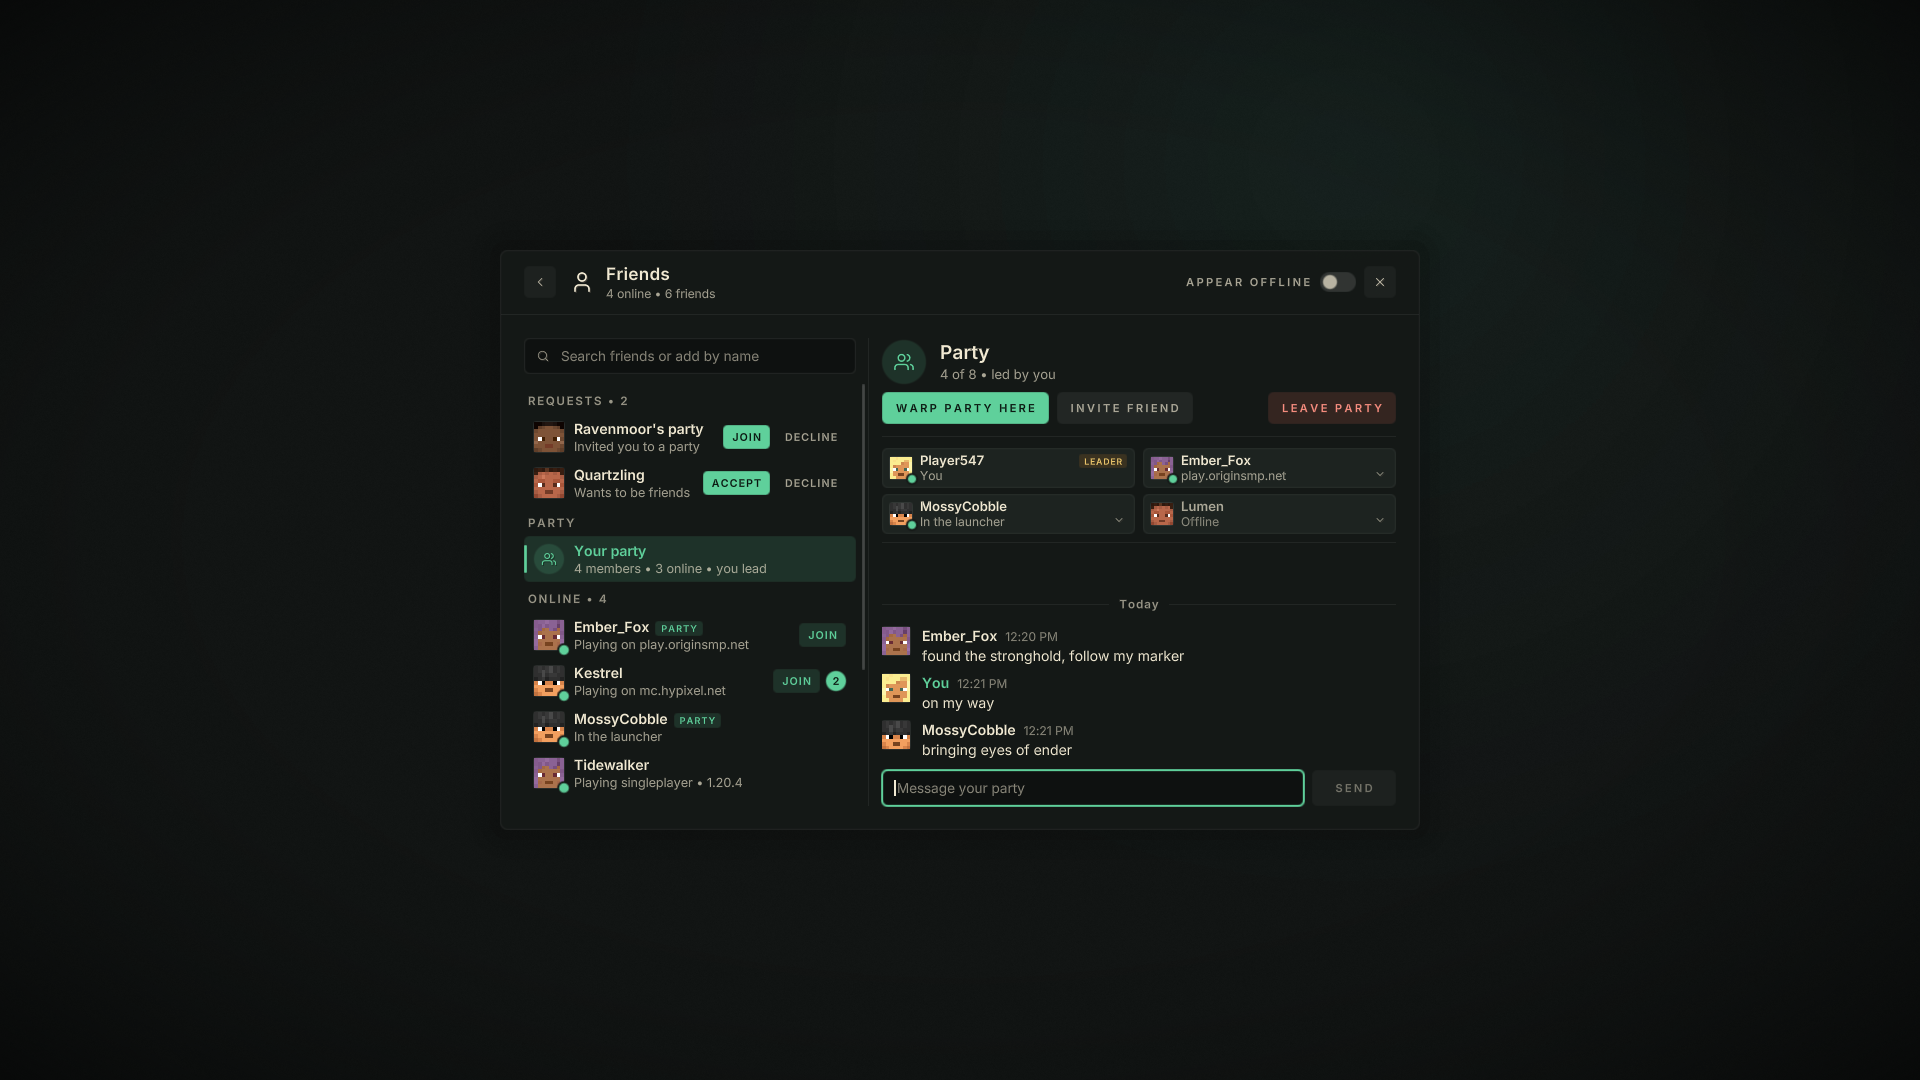 Friends
4 online • 6 friends
APPEAR OFFLINE
Search friends or add by name
REQUESTS • 2
Ravenmoor's party
Invited you to a party
JOIN
DECLINE
Quartzling
Wants to be friends
ACCEPT
DECLINE
PARTY
Your party
4 members • 3 online • you lead
ONLINE • 4
Ember_Fox PARTY
Playing on play.originsmp.net
JOIN
Kestrel
Playing on mc.hypixel.net
JOIN
2
MossyCobble PARTY
In the launcher
Tidewalker
Playing singleplayer • 1.20.4
Party
4 of 8 • led by you
WARP PARTY HERE
INVITE FRIEND
LEAVE PARTY
Player547
You
LEADER
Ember_Fox
play.originsmp.net
MossyCobble
In the launcher
Lumen
Offline
Today
Ember_Fox 12:20 PM
found the stronghold, follow my marker
You 12:21 PM
on my way
MossyCobble 12:21 PM
bringing eyes of ender
Message your party
SEND